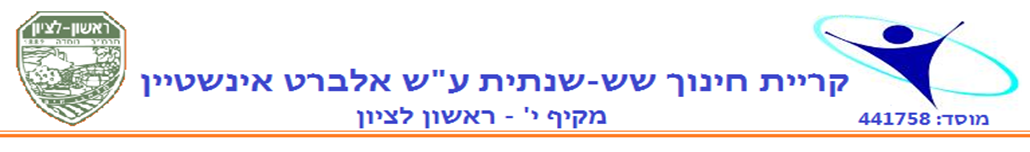 ראשון-לציון
קריית חינוך שש-שנתית ע"ש אלברט אינשטיין
מקיף י' - ראשון לציון
מוסד: 441758